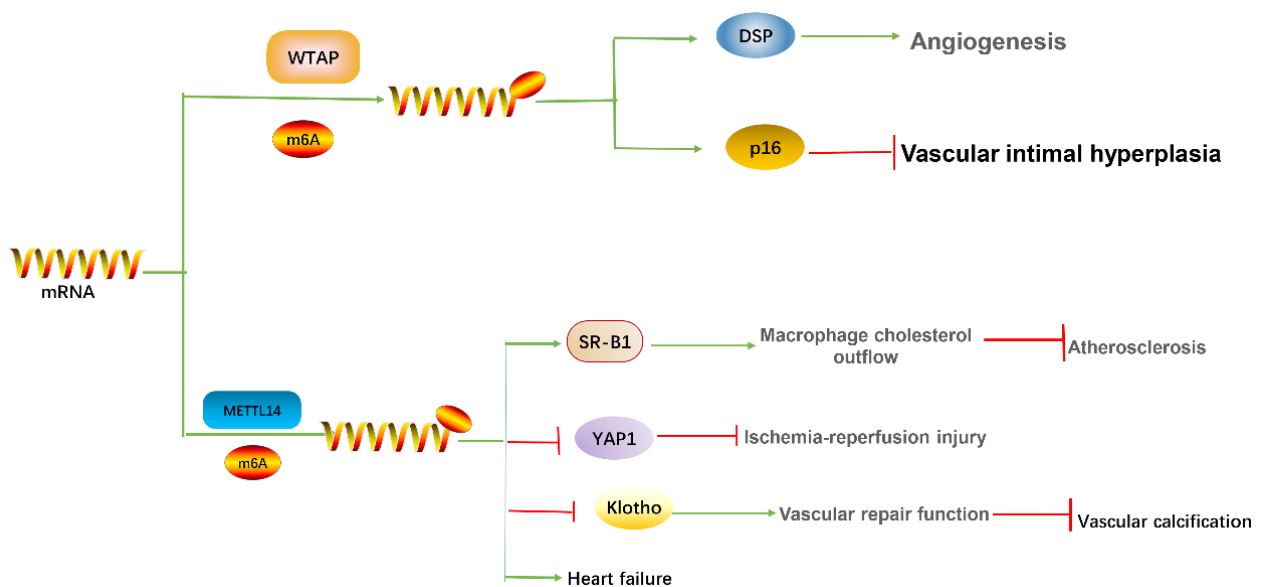 WTAP
m6A
DSP
Angiogenesis
p16
Vascular intimal hyperplasia
mRNA
METTL14
m6A
SR-B1
Macrophage cholesterol
outflow
Atherosclerosis
YAP1
Ischemia-reperfusion injury
Klotho
Vascular repair function
Vascular calcification
Heart failure